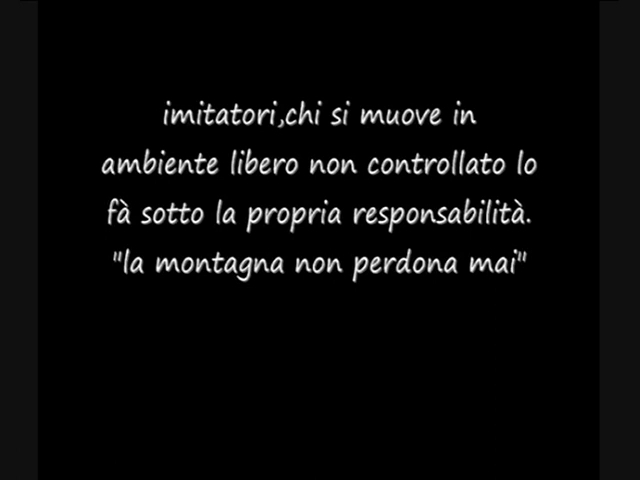 imitatori,chi si muove in
ambiente libero non controllato lo
fà sotto la propria responsabilità.
"la montagna non perdona mai"